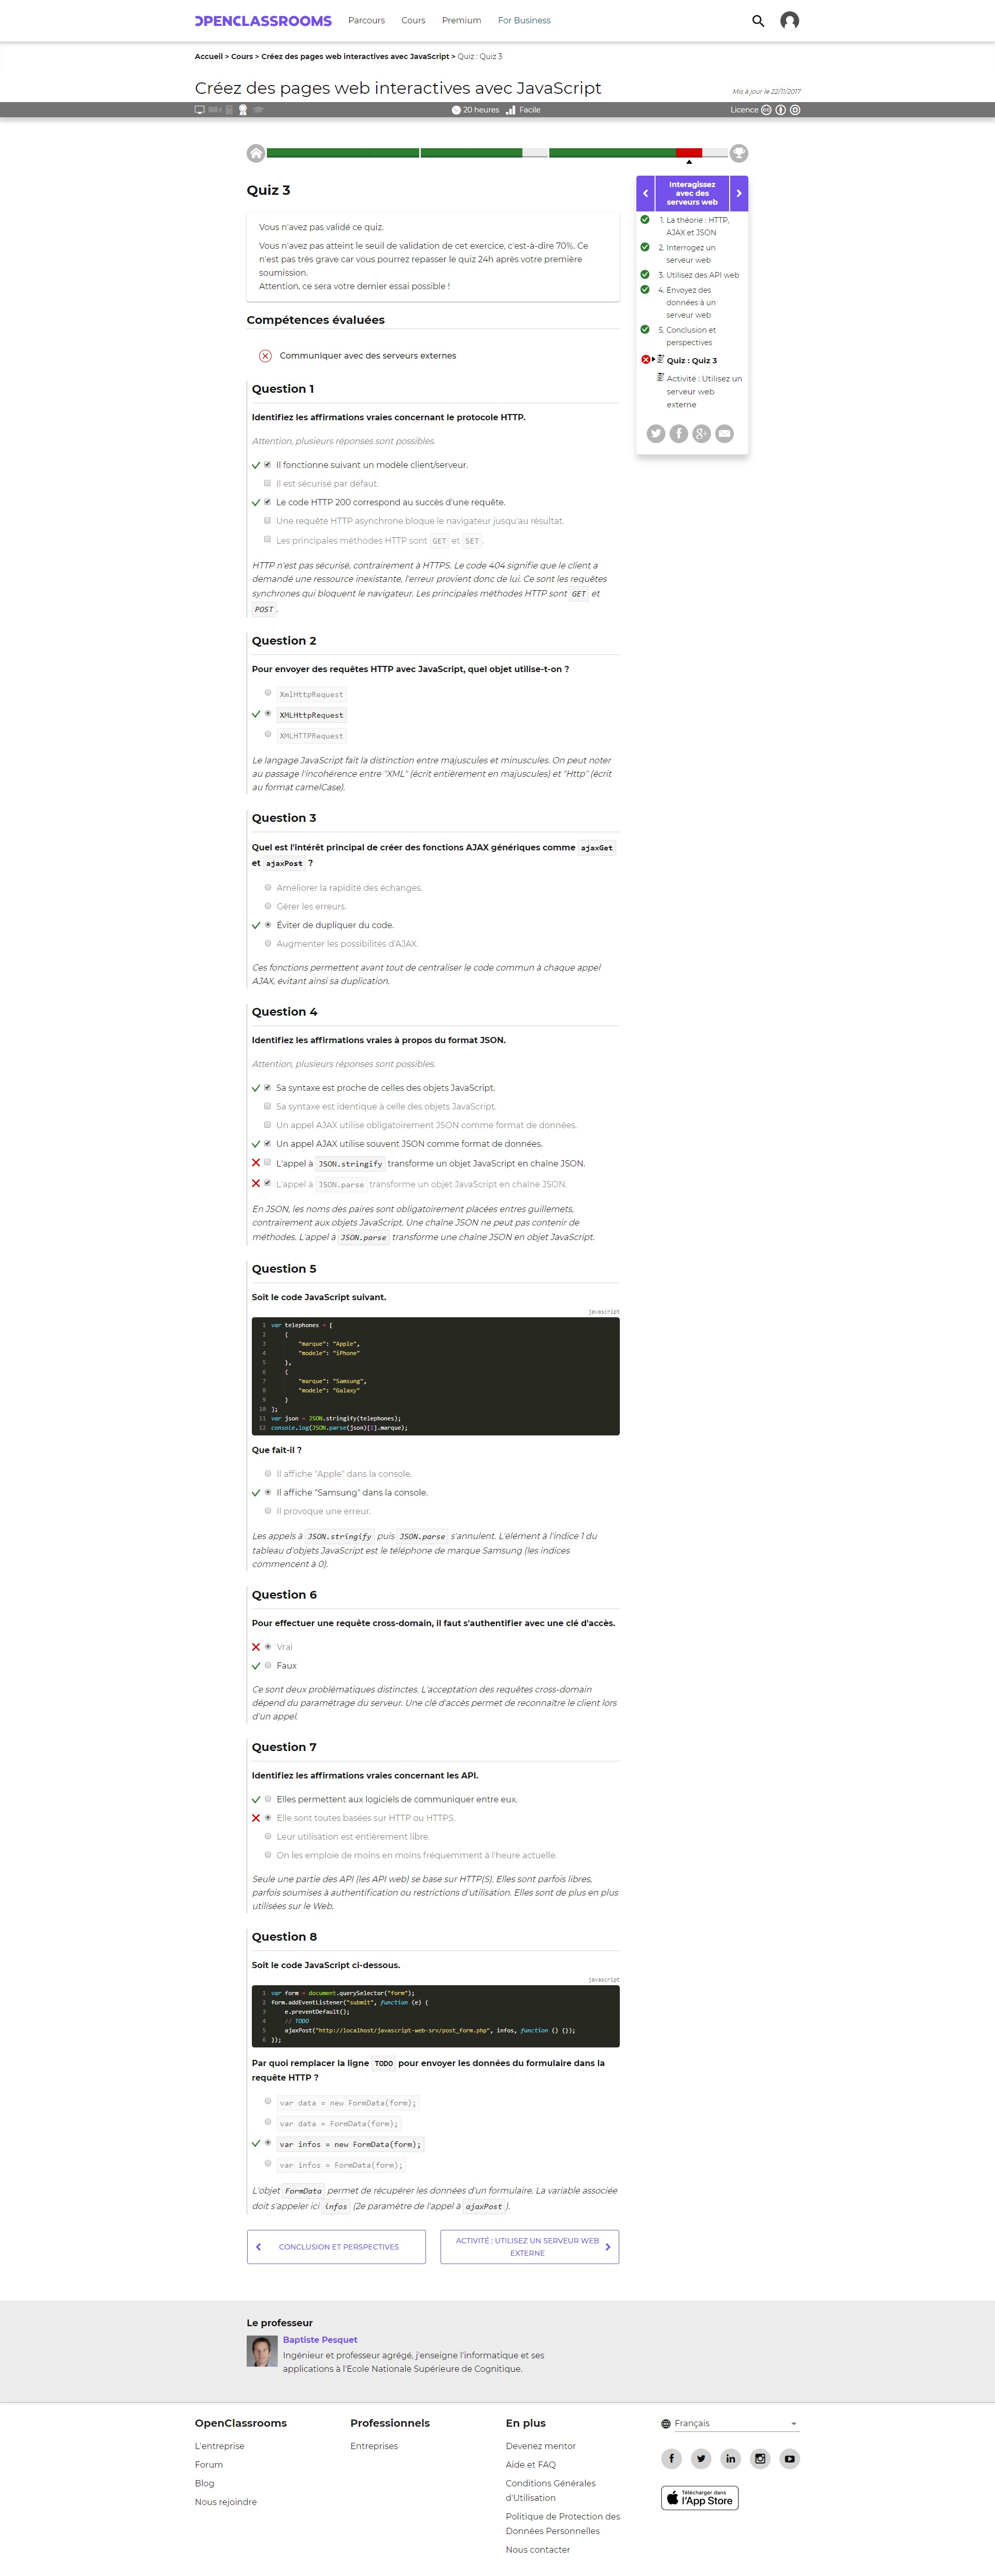 OPENCLASSROOMS Parcours Cours Premium For Business
Accueil > Cours > Créez des pages web interactives avec JavaScript > Quiz : Quiz 3
Créez des pages web interactives avec JavaScript
Mis à jour le 22/11/2017
20 heures Facile Licence
Quiz 3
Vous n'avez pas validé ce quiz.
Vous n'avez pas atteint le seuil de validation de cet exercice, c'est-à-dire 70%. Ce
n'est pas très grave car vous pourrez repasser le quiz 24h après votre première
soumission.
Attention, ce sera votre dernier essai possible !
Interagissez
avec des
serveurs web
1. La théorie : HTTP,
AJAX et JSON
2. Interrogez un
serveur web
3. Utilisez des API web
4. Envoyez des
données à un
serveur web
5. Conclusion et
perspectives
Quiz : Quiz 3
Activité : Utilisez un
serveur web
externe
Compétences évaluées
Communiquer avec des serveurs externes
Question 1
Identifiez les affirmations vraies concernant le protocole HTTP.
Attention, plusieurs réponses sont possibles.
Il fonctionne suivant un modèle client/serveur.
Il est sécurisé par défaut.
Le code HTTP 200 correspond au succès d'une requête.
Une requête HTTP asynchrone bloque le navigateur jusqu'au résultat.
Les principales méthodes HTTP sont GET et SET.
HTTP n'est pas sécurisé, contrairement à HTTPS. Le code 404 signifie que le client a
demandé une ressource inexistante, l'erreur provient donc de lui. Ce sont les requêtes
synchrones qui bloquent le navigateur. Les principales méthodes HTTP sont GET et
POST.
Question 2
Pour envoyer des requêtes HTTP avec JavaScript, quel objet utilise-t-on ?
XmlHttpRequest
XMLHttpRequest
XMLHTTPRequest
Le langage JavaScript fait la distinction entre majuscules et minuscules. On peut noter
au passage l'incohérence entre "XML" (écrit entièrement en majuscules) et "Http" (écrit
au format camelCase).
Question 3
Quel est l'intérêt principal de créer des fonctions AJAX génériques comme ajaxGet
et ajaxPost ?
Améliorer la rapidité des échanges.
Gérer les erreurs.
Éviter de dupliquer du code.
Augmenter les possibilités d'AJAX.
Ces fonctions permettent avant tout de centraliser le code commun à chaque appel
AJAX, évitant ainsi sa duplication.
Question 4
Identifiez les affirmations vraies à propos du format JSON.
Attention, plusieurs réponses sont possibles.
Sa syntaxe est proche de celles des objets JavaScript.
Sa syntaxe est identique à celle des objets JavaScript.
Un appel AJAX utilise obligatoirement JSON comme format de données.
Un appel AJAX utilise souvent JSON comme format de données.
L'appel à JSON.stringify transforme un objet JavaScript en chaîne JSON.
L'appel à JSON.parse transforme un objet JavaScript en chaîne JSON.
En JSON, les noms des paires sont obligatoirement placées entre guillemets,
contrairement aux objets JavaScript. Une chaîne JSON ne peut pas contenir de
méthodes. L'appel à JSON.parse transforme une chaîne JSON en objet JavaScript.
Question 5
Soit le code JavaScript suivant.
javascript
1 var telephones = [
2 {
3 "marque": "Apple",
4 "modele": "iPhone"
5 },
6 {
7 "marque": "Samsung",
8 "modele": "Galaxy"
9 }
10 ];
11 var json = JSON.stringify(telephones);
12 console.log(JSON.parse(json)[1].marque);
Que fait-il ?
Il affiche "Apple" dans la console.
Il affiche "Samsung" dans la console.
Il provoque une erreur.
Les appels à JSON.stringify puis JSON.parse s'annulent. L'élément à l'indice 1 du
tableau d'objets JavaScript est le téléphone de marque Samsung (les indices
commencent à 0).
Question 6
Pour effectuer une requête cross-domain, il faut s'authentifier avec une clé d'accès.
Vrai
Faux
Ce sont deux problématiques distinctes. L'acceptation des requêtes cross-domain
dépend du paramétrage du serveur. Une clé d'accès permet de reconnaître le client lors
d'un appel.
Question 7
Identifiez les affirmations vraies concernant les API.
Elles permettent aux logiciels de communiquer entre eux.
Elle sont toutes basées sur HTTP ou HTTPS.
Leur utilisation est entièrement libre.
On les emploie de moins en moins fréquemment à l'heure actuelle.
Seule une partie des API (les API web) se base sur HTTP(S). Elles sont parfois libres,
parfois soumises à authentification ou restrictions d'utilisation. Elles sont de plus en plus
utilisées sur le Web.
Question 8
Soit le code JavaScript ci-dessous.
javascript
1 var form = document.querySelector("form");
2 form.addEventListener("submit", function (e) {
3 e.preventDefault();
4 // TODO
5 ajaxPost("http://localhost/javascript-web-srv/post_form.php", infos, function () {});
6 });
Par quoi remplacer la ligne TODO pour envoyer les données du formulaire dans la
requête HTTP ?
var data = new FormData(form);
var data = FormData(form);
var infos = new FormData(form);
var infos = FormData(form);
L'objet FormData permet de récupérer les données d'un formulaire. La variable associée
doit s'appeler ici infos (2e paramètre de l'appel à ajaxPost).
CONCLUSION ET PERSPECTIVES
ACTIVITÉ : UTILISEZ UN SERVEUR WEB
EXTERNE
Le professeur
Baptiste Pesquet
Ingénieur et professeur agrégé, j'enseigne l'informatique et ses
applications à l'Ecole Nationale Supérieure de Cognitique.
OpenClassrooms
L'entreprise
Forum
Blog
Nous rejoindre
Professionnels
Entreprises
En plus
Devenez mentor
Aide et FAQ
Conditions Générales
d'Utilisation
Politique de Protection des
Données Personnelles
Nous contacter
Français
Télécharger dans
l'App Store